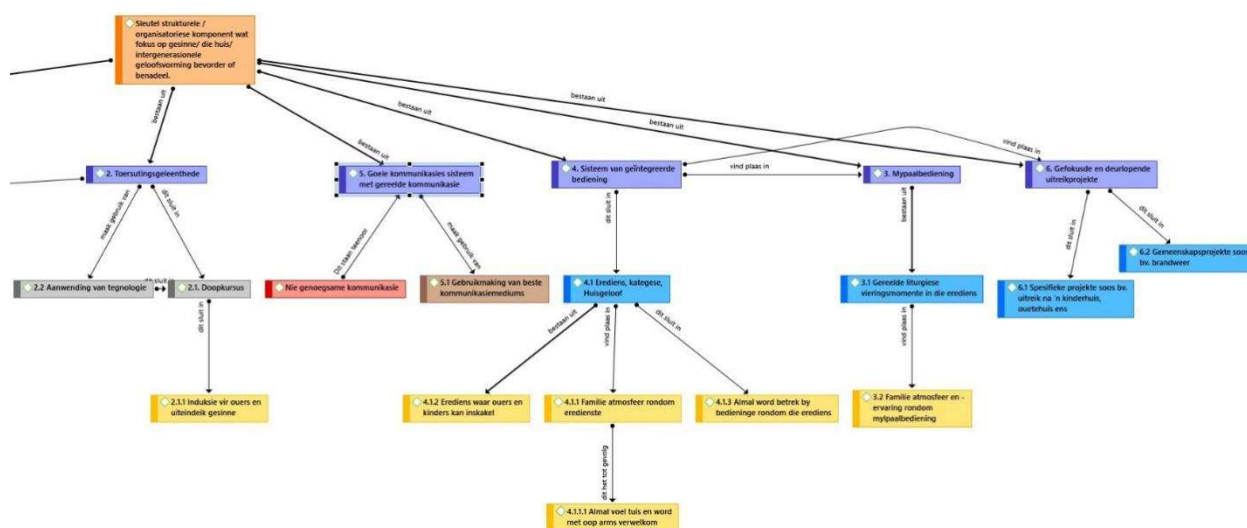 Sleutel strukturele /
organisatoriese komponent wat
fokus op gesinne/ die huis/
intergenerasionele
geloofsvorming bevorder of
benadeel.
bestaan uit
bestaan uit
bestaan uit
bestaan uit
bestaan uit
vind plaas in
vind plaas in
2. Toerustingsgeleenthede
5. Goeie kommunikasies sisteem
met gereelde kommunikasie
4. Sisteem van geïntegreerde
bediening
3. Mypaalbediening
6. Gefokusde en deurlopende
uitreikprojekte
maak gebruik van
dit sluit in
Dit staan teenoor
maak gebruik van
dit sluit in
bestaan uit
dit sluit in
dit sluit in
2.2 Aanwending van tegnologie
dit sluit in
2.1. Doopkursus
Nie genoegsame kommunikasie
5.1 Gebruikmaking van beste
kommunikasiemediums
4.1 Erediens, kategese,
Huisgeloof
3.1 Gereelde liturgiese
vieringsmomente in die erediens
6.1 Spesifieke projekte soos bv.
uitreik na 'n kinderhuis,
ouetehuis ens
6.2 Gemeenskapsprojekte soos
bv. brandweer
dit sluit in
bestaan uit
vind plaas in
dit sluit in
vind plaas in
2.1.1 Induksie vir ouers en
uiteindeik gesinne
4.1.2 Erediens waar ouers en
kinders kan inskakel
4.1.1 Familie atmosfeer rondom
eredienste
4.1.3 Almal word betrek by
bedieninge rondom die erediens
3.2 Familie atmosfeer en -
ervaring rondom
mylpaalbediening
dit het tot gevolg
4.1.1.1 Almal voel tuis en word
met oop arms verwelkom